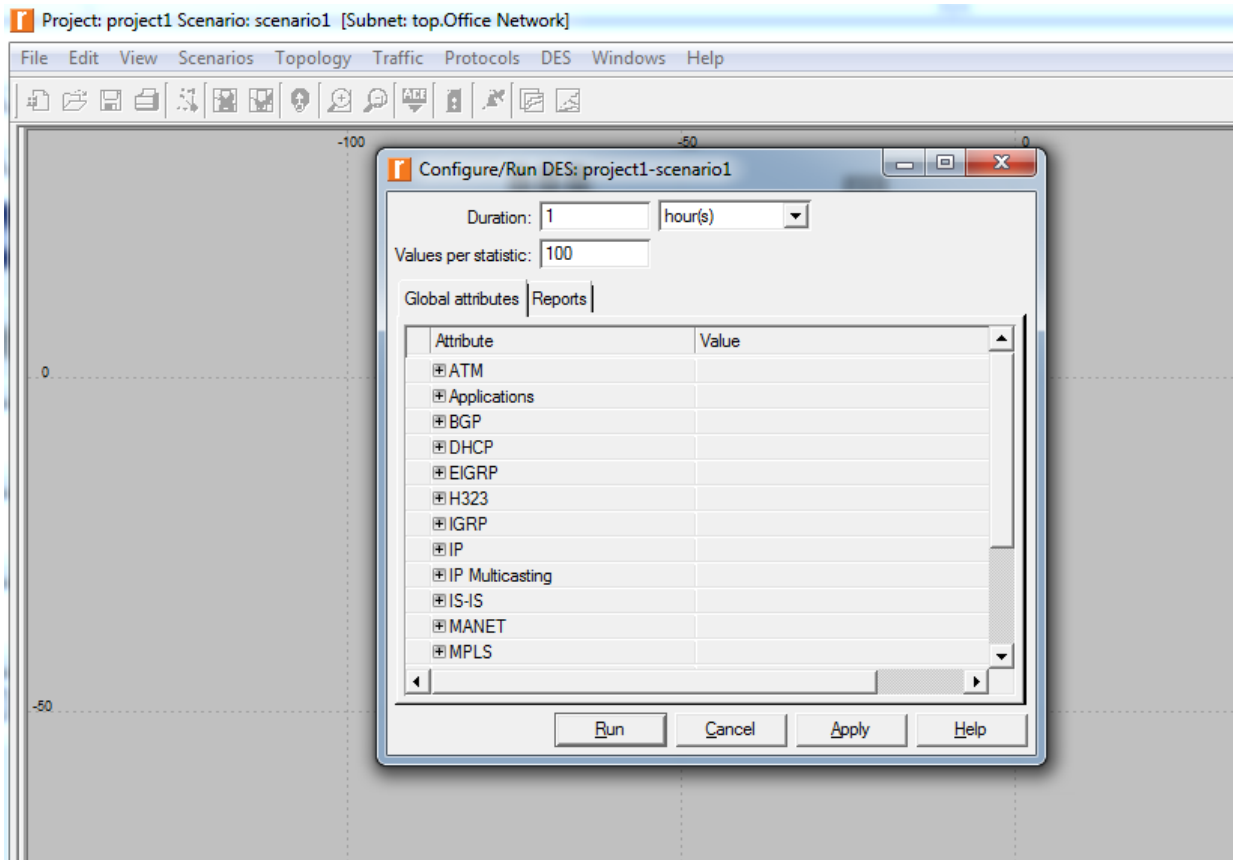 Project: project1 Scenario: scenario1 [Subnet: top.Office Network]
File Edit View Scenarios Topology Traffic Protocols DES Windows Help
ACE
-100 -50 0
Configure/Run DES: project1-scenario1
Duration: 1 hour(s)
Values per statistic: 100
Global attributes Reports
Attribute Value
ATM
0
Applications
BGP
DHCP
EIGRP
H323
IGRP
IP
IP Multicasting
IS-IS
MANET
MPLS
-50
Run Cancel Apply Help